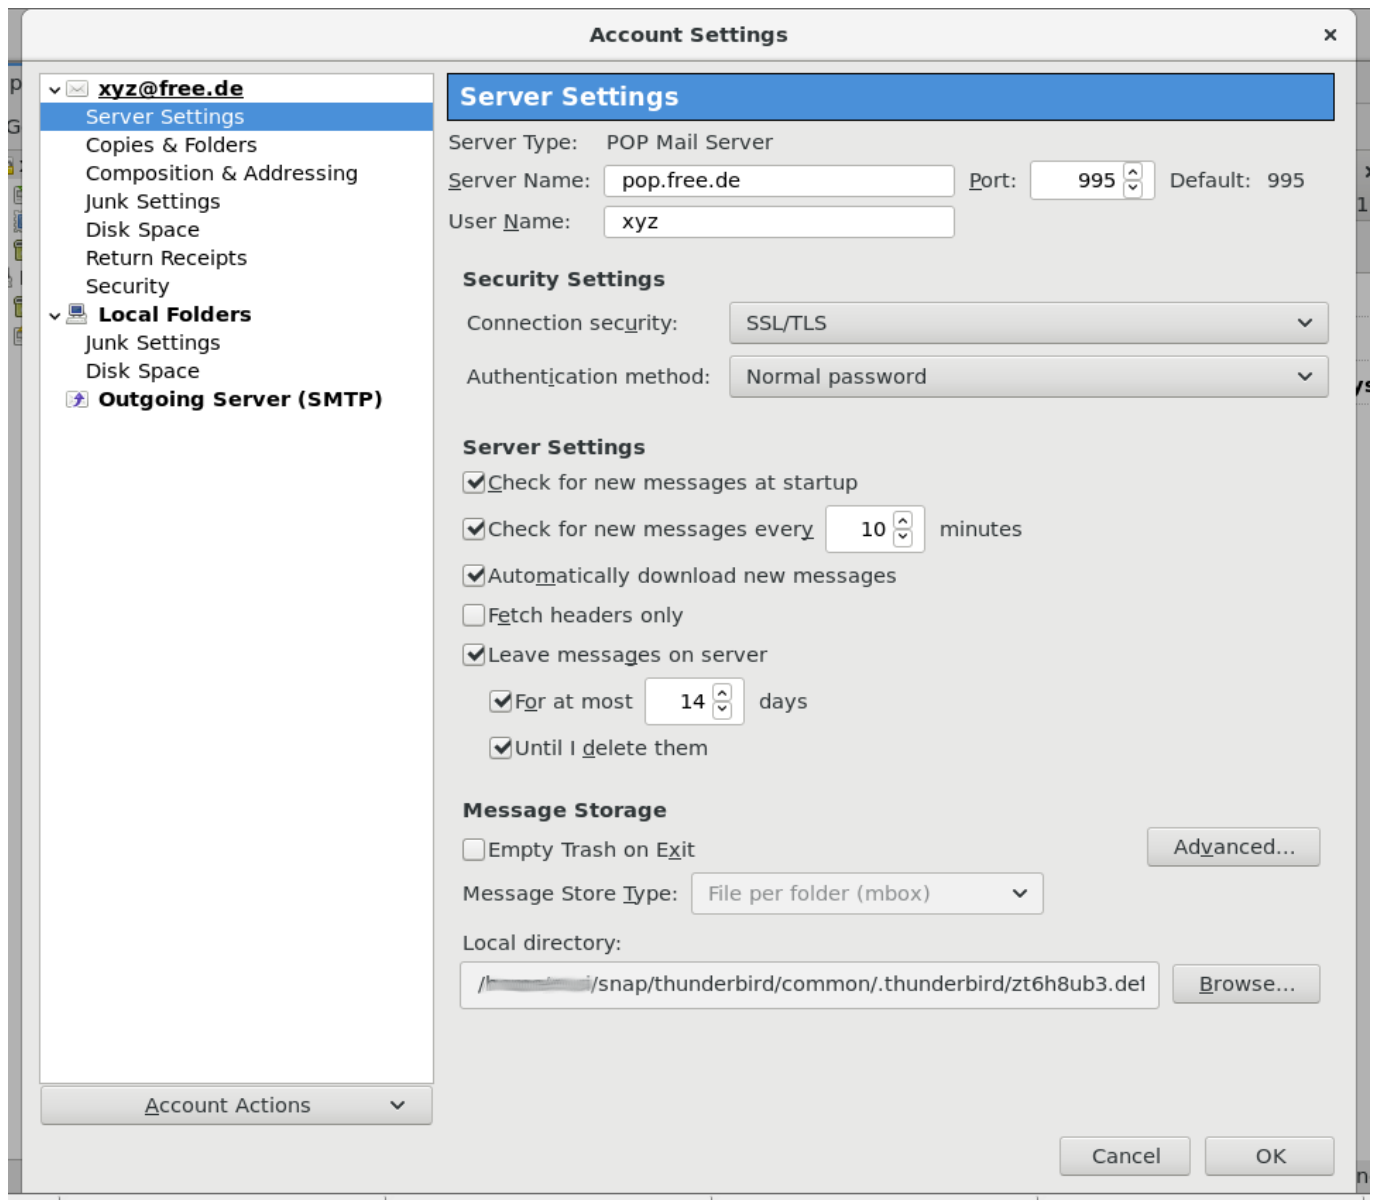 Account Settings
xyz@free.de
Server Settings
Copies & Folders
Composition & Addressing
Junk Settings
Disk Space
Return Receipts
Security
Local Folders
Junk Settings
Disk Space
Outgoing Server (SMTP)
Account Actions
Server Settings
Server Type: POP Mail Server
Server Name: pop.free.de Port: 995 Default: 995
User Name: xyz
Security Settings
Connection security: SSL/TLS
Authentication method: Normal password
Server Settings
Check for new messages at startup
Check for new messages every 10 minutes
Automatically download new messages
Fetch headers only
Leave messages on server
For at most 14 days
Until I delete them
Message Storage
Empty Trash on Exit
Advanced...
Message Store Type: File per folder (mbox)
Local directory:
/snap/thunderbird/common/.thunderbird/zt6h8ub3.def
Browse...
Cancel
OK